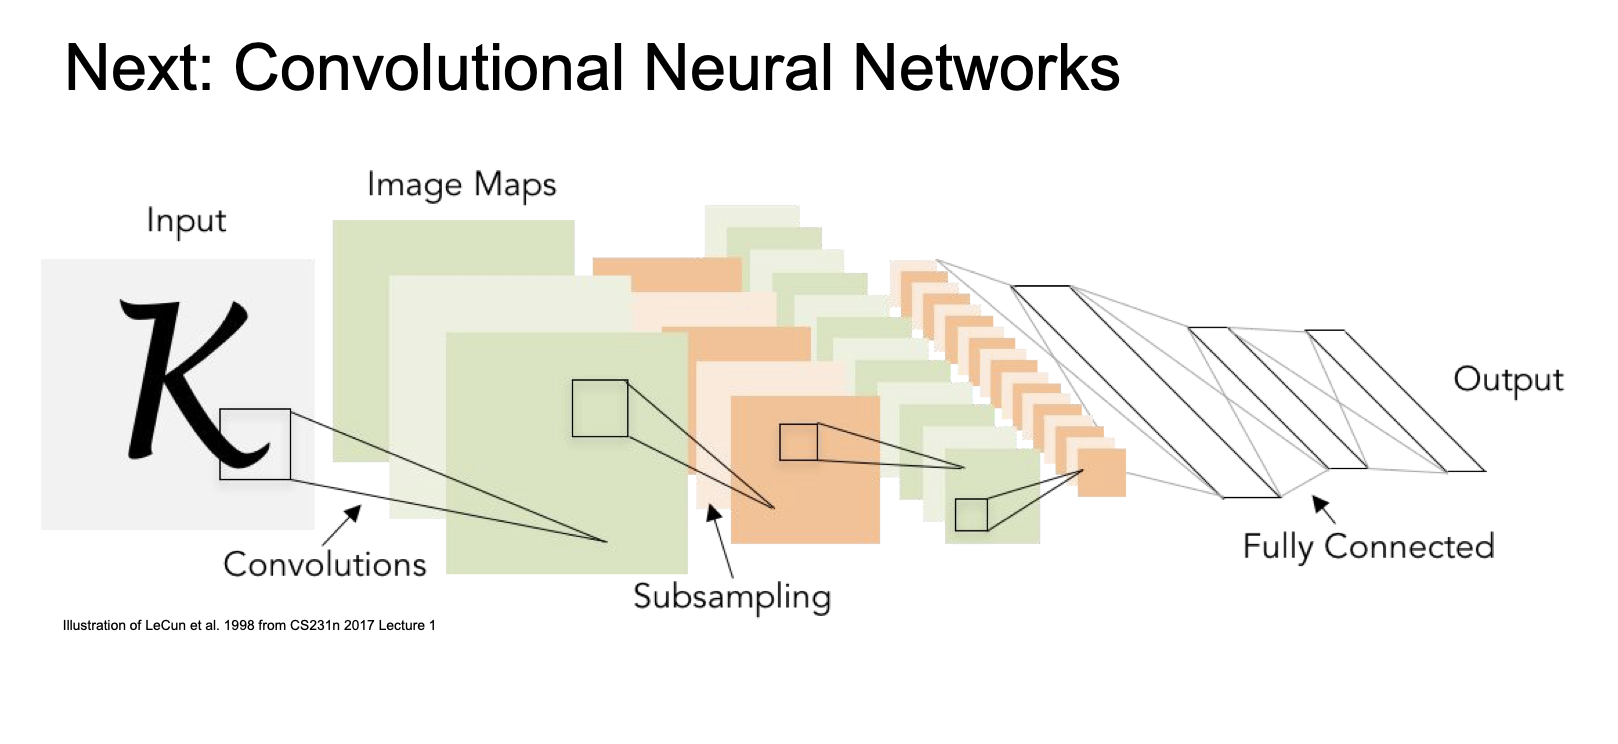 Next: Convolutional Neural Networks
Image Maps
Input
K
Output
Fully Connected
Convolutions
Subsampling
Illustration of LeCun et al. 1998 from CS231n 2017 Lecture 1